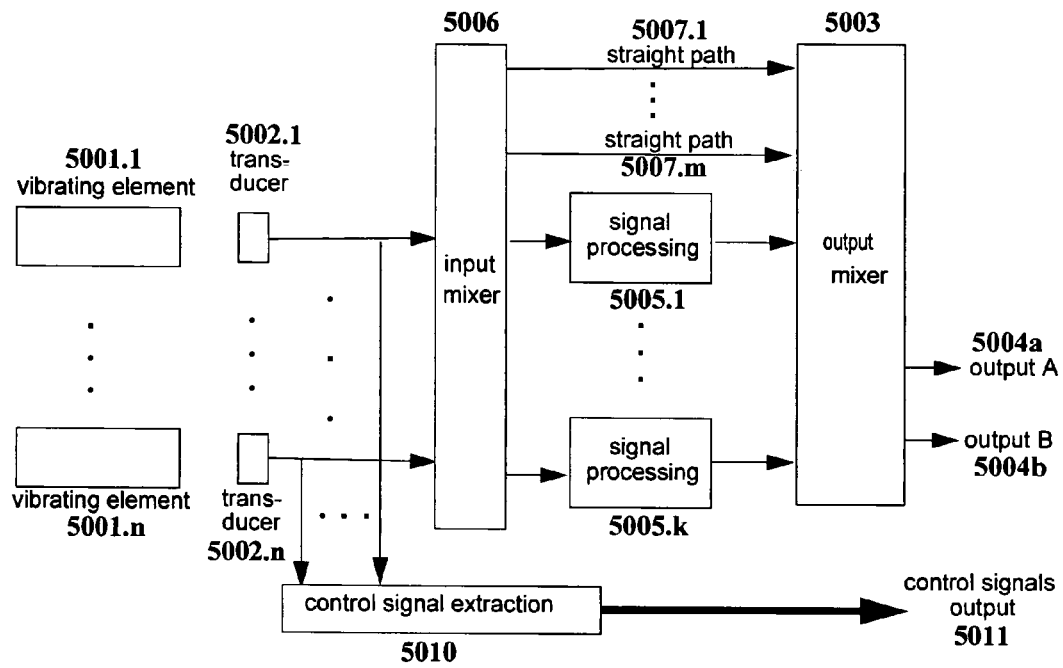 5006
5007.1
straight path
5003
straight path
5007.m
5002.1
trans-
ducer
5001.1
vibrating element
signal
processing
5005.1
input
mixer
output
mixer
5004a
output A
output B
5004b
signal
processing
5005.k
vibrating element
5001.n
trans-
ducer
5002.n
control signal extraction
5010
control signals
output
5011